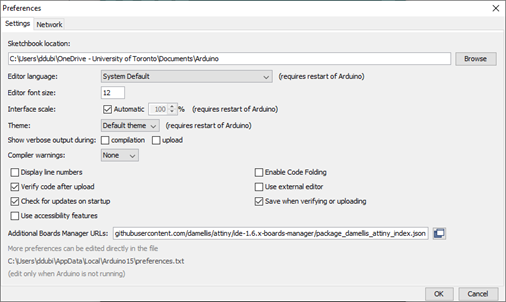 Preferences
Settings Network
Sketchbook location:
C:\Users\ddubi\OneDrive - University of Toronto\Documents\Arduino Browse
Editor language: System Default (requires restart of Arduino)
Editor font size: 12
Interface scale: Automatic 100 % (requires restart of Arduino)
Theme: Default theme (requires restart of Arduino)
Show verbose output during: compilation upload
Compiler warnings: None
Display line numbers Enable Code Folding
Verify code after upload Use external editor
Check for updates on startup Save when verifying or uploading
Use accessibility features
Additional Boards Manager URLs: githubusercontent.com/damellis/attiny/ide-1.6.x-boards-manager/package_damellis_attiny_index.json
More preferences can be edited directly in the file
C:\Users\ddubi\AppData\Local\Arduino15\preferences.txt
(edit only when Arduino is not running)
OK Cancel